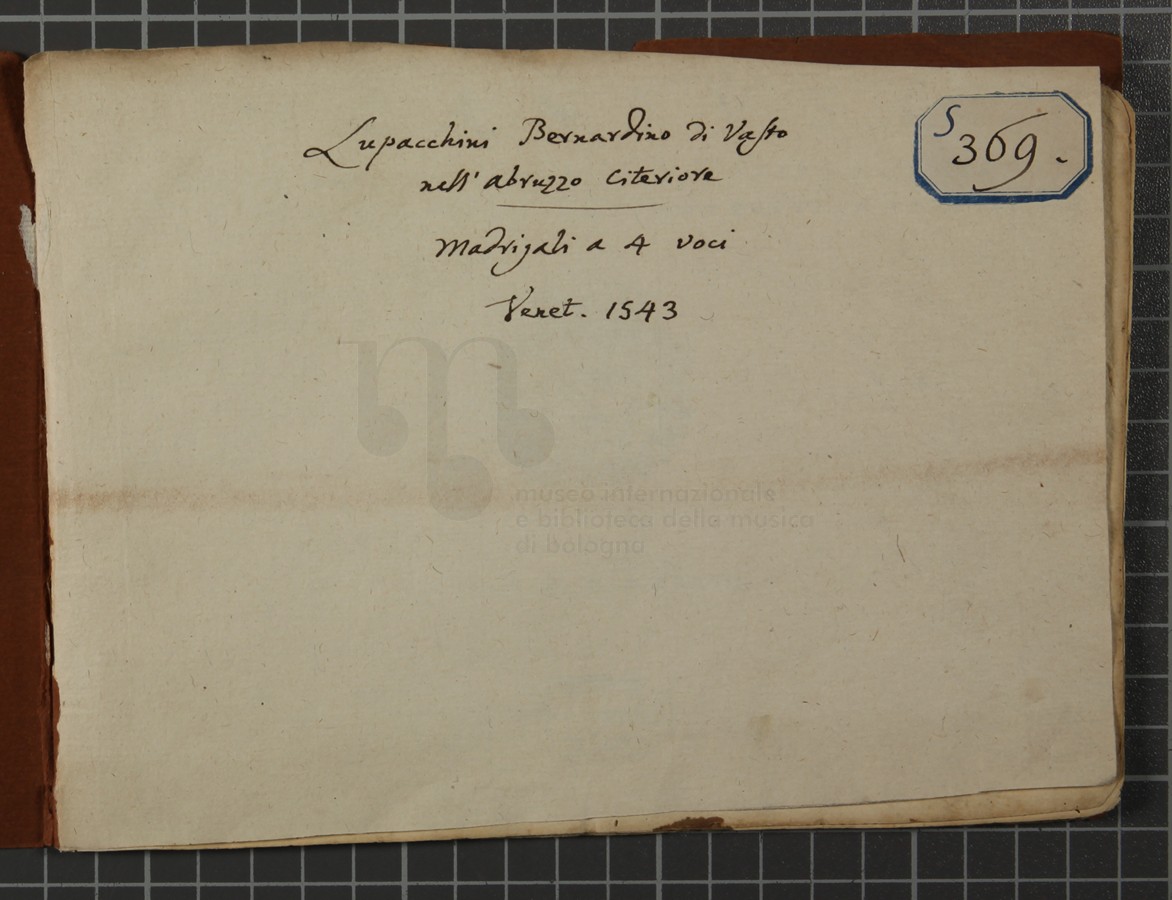 Lupacchini Bernardino di Vasto
nell' Abruzzo Citeriore
Madrigali a 4 voci
Venet. 1543
S
369.
museo internazionale
e biblioteca della musica
di bologna